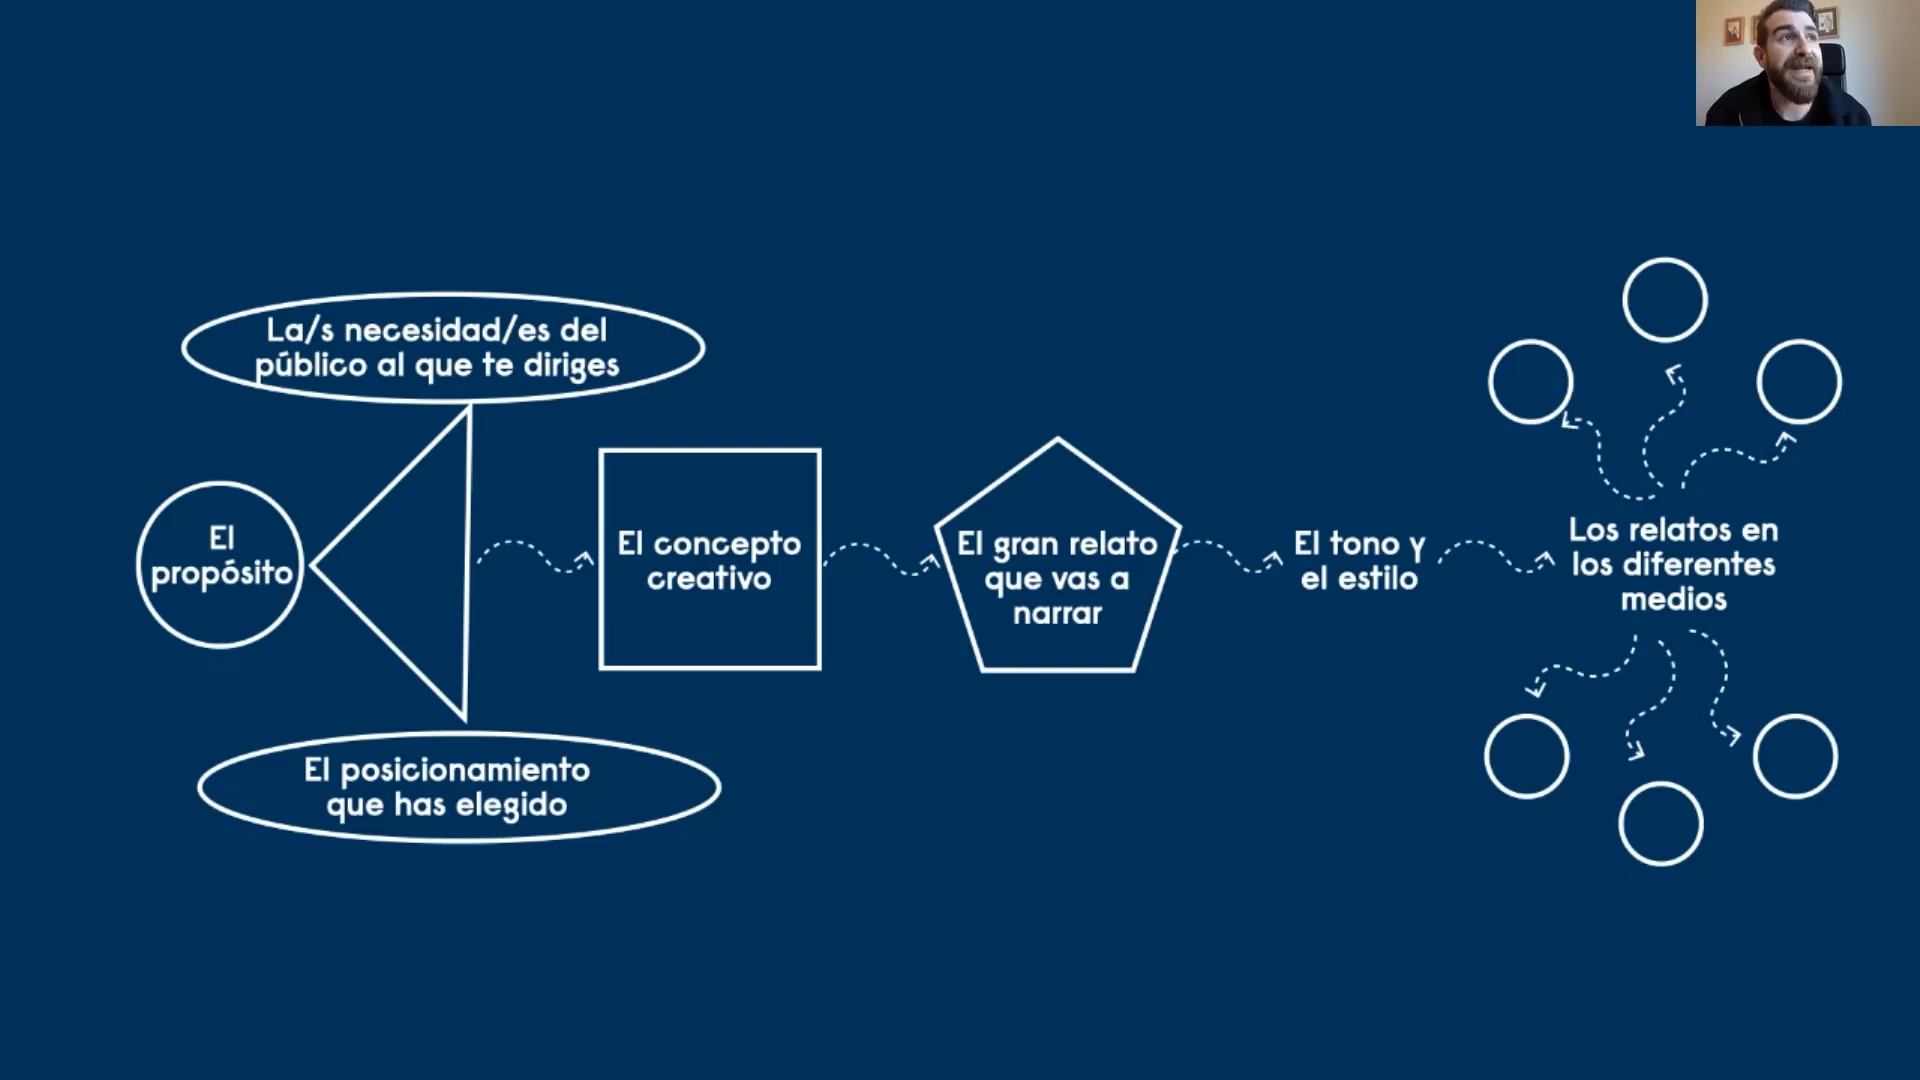 La/s necesidad/es del
público al que te diriges
El
propósito
El posicionamiento
que has elegido
El concepto
creativo
El gran relato
que vas a
narrar
El tono y
el estilo
Los relatos en
los diferentes
medios